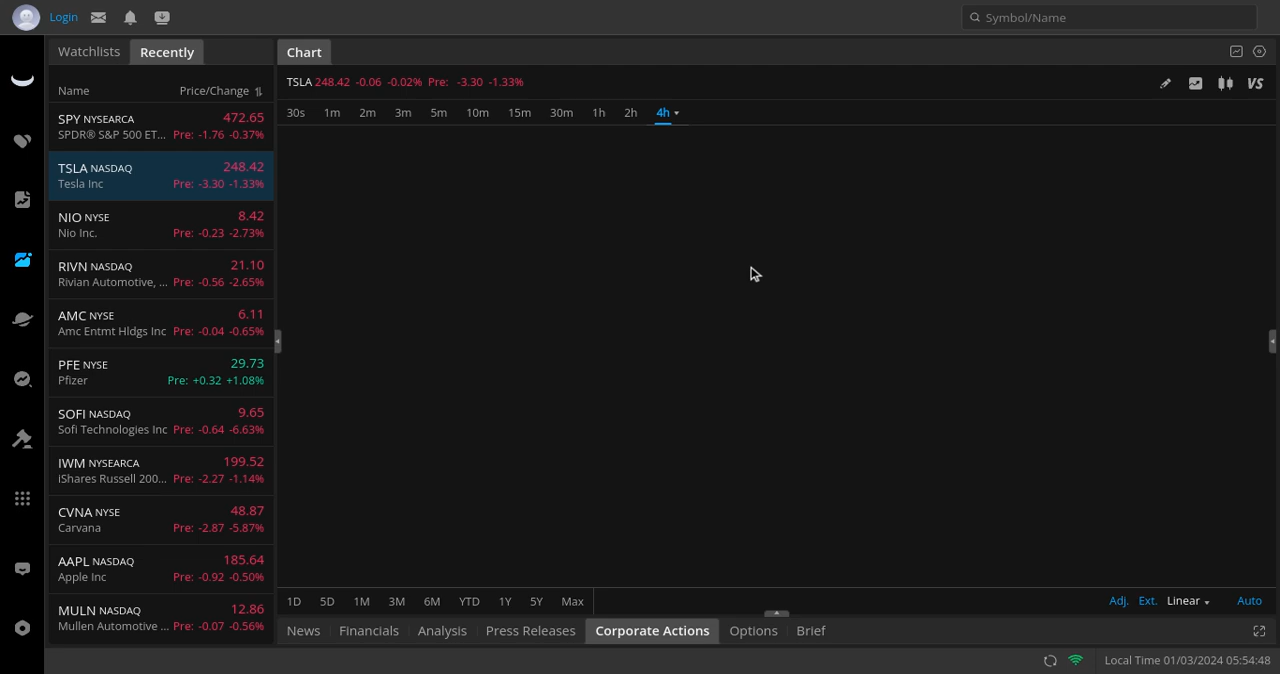 Login
Symbol/Name
Watchlists Recently
Chart
TSLA 248.42 -0.06 -0.02% Pre: -3.30 -1.33%
VS
Name Price/Change
30s 1m 2m 3m 5m 10m 15m 30m 1h 2h 4h
SPY NYSEARCA 472.65
SPDR® S&P 500 ET... Pre: -1.76 -0.37%
TSLA NASDAQ 248.42
Tesla Inc Pre: -3.30 -1.33%
NIO NYSE 8.42
Nio Inc. Pre: -0.23 -2.73%
RIVN NASDAQ 21.10
Rivian Automotive, ... Pre: -0.56 -2.65%
AMC NYSE 6.11
Amc Entmt Hldgs Inc Pre: -0.04 -0.65%
PFE NYSE 29.73
Pfizer Pre: +0.32 +1.08%
SOFI NASDAQ 9.65
Sofi Technologies Inc Pre: -0.64 -6.63%
IWM NYSEARCA 199.52
iShares Russell 200... Pre: -2.27 -1.14%
CVNA NYSE 48.87
Carvana Pre: -2.87 -5.87%
AAPL NASDAQ 185.64
Apple Inc Pre: -0.92 -0.50%
MULN NASDAQ 12.86
Mullen Automotive ... Pre: -0.07 -0.56%
1D 5D 1M 3M 6M YTD 1Y 5Y Max
Adj. Ext. Linear Auto
News Financials Analysis Press Releases Corporate Actions Options Brief
Local Time 01/03/2024 05:54:48